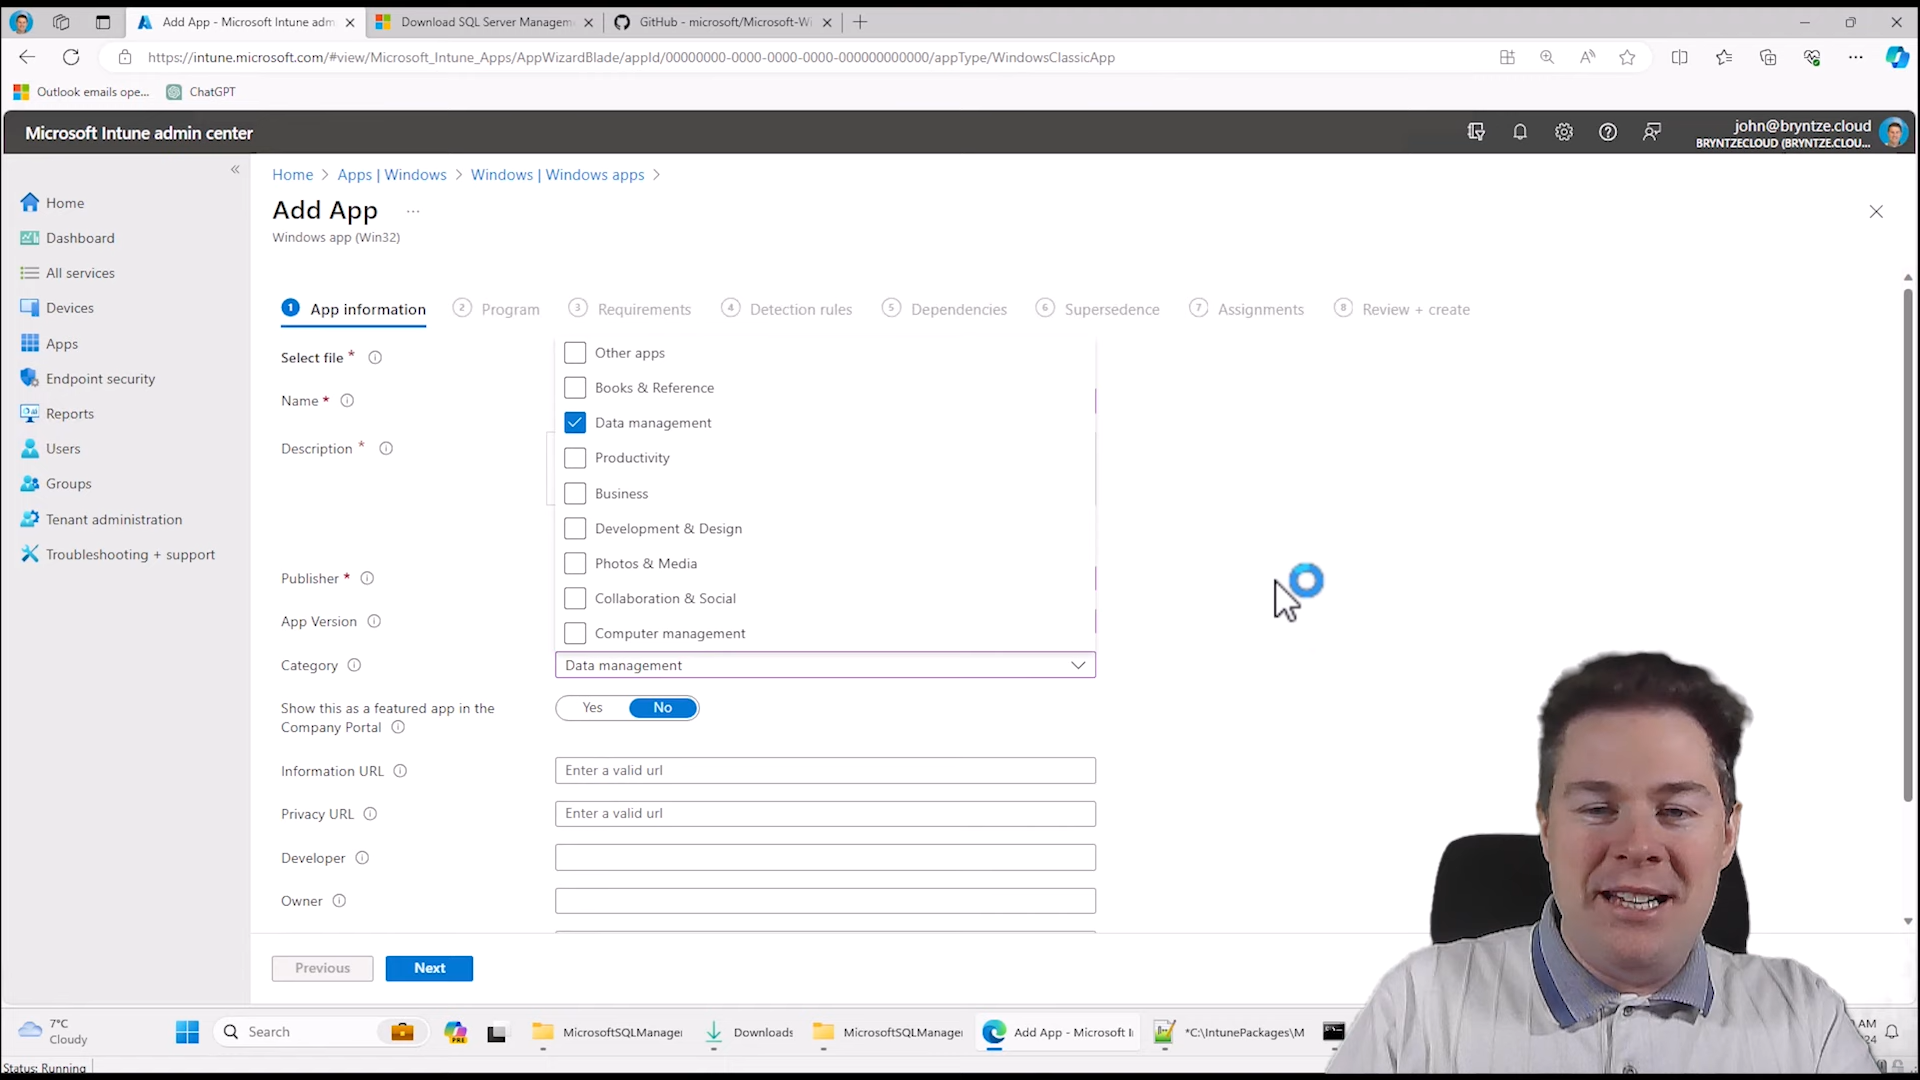 Add App - Microsoft Intune adm
Download SQL Server Managem
GitHub - microsoft/Microsoft-Wi
https://intune.microsoft.com/#view/Microsoft_Intune_Apps/AppWizardBlade/appId/00000000-0000-0000-0000-000000000000/appType/WindowsClassicApp
Outlook emails ope...
ChatGPT
Microsoft Intune admin center
john@bryntze.cloud
BRYNTZECLOUD (BRYNTZE.CLOU...
Home
Dashboard
All services
Devices
Apps
Endpoint security
Reports
Users
Groups
Tenant administration
Troubleshooting + support
Home > Apps | Windows > Windows | Windows apps >
Add App ...
Windows app (Win32)
1 App information
2 Program
3 Requirements
4 Detection rules
5 Dependencies
6 Supersedence
7 Assignments
8 Review + create
Select file *
Name *
Description *
Other apps
Books & Reference
Data management
Productivity
Business
Development & Design
Photos & Media
Collaboration & Social
Computer management
Publisher *
App Version
Category
Data management
Show this as a featured app in the
Company Portal
Yes
No
Information URL
Enter a valid url
Privacy URL
Enter a valid url
Developer
Owner
Previous
Next
7°C
Cloudy
Search
PRE
MicrosoftSQLManager
Downloads
MicrosoftSQLManager
Add App - Microsoft I
*C:\IntunePackages\M
AM
24
Status: Running